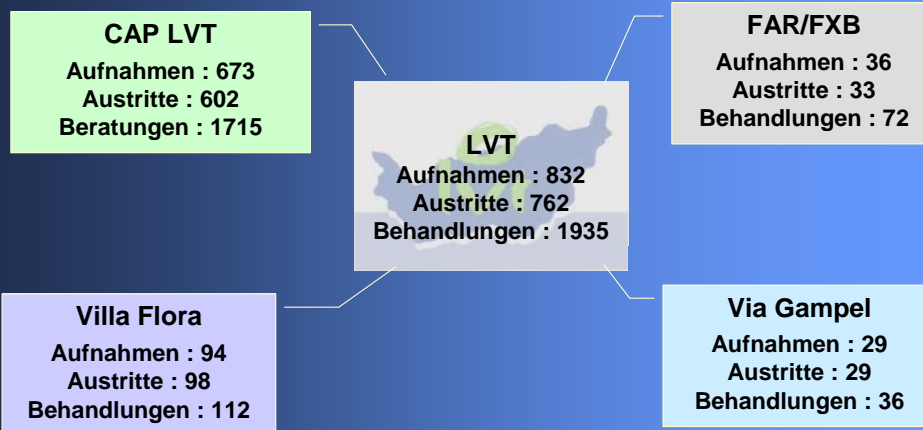 CAP LVT
Aufnahmen : 673
Austritte : 602
Beratungen : 1715
FAR/FXB
Aufnahmen : 36
Austritte : 33
Behandlungen : 72
LVT
Aufnahmen : 832
Austritte : 762
Behandlungen : 1935
Villa Flora
Aufnahmen : 94
Austritte : 98
Behandlungen : 112
Via Gampel
Aufnahmen : 29
Austritte : 29
Behandlungen : 36